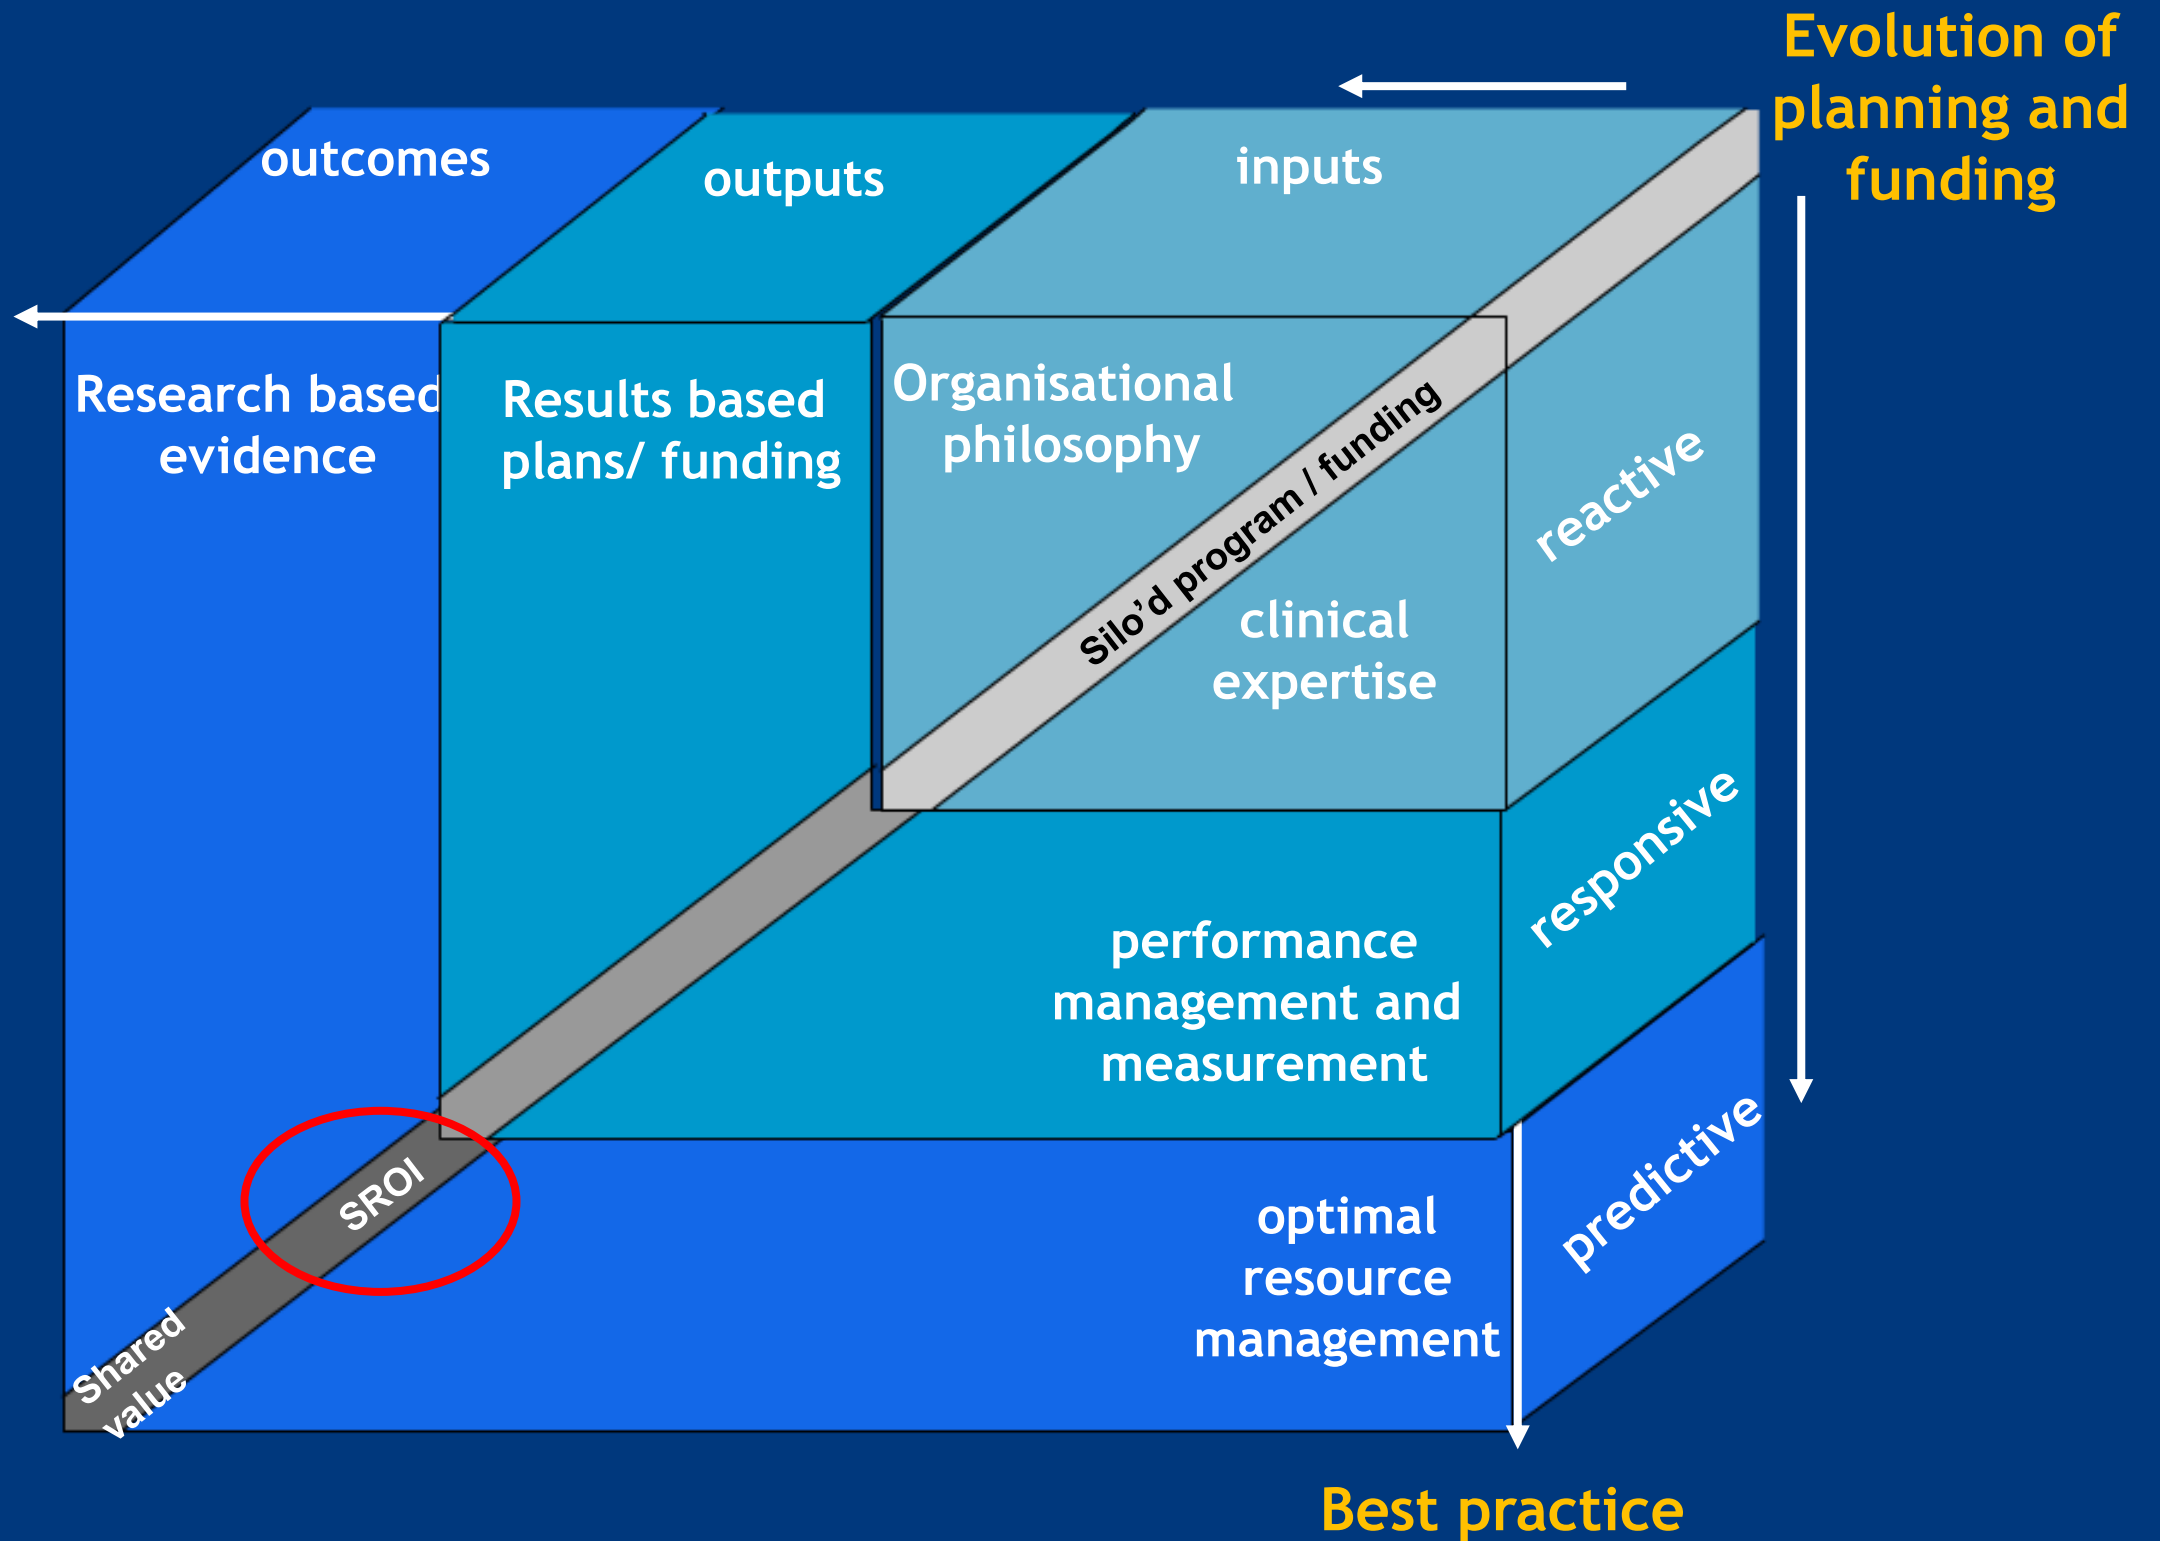 Evolution of
planning and
funding
outcomes
outputs
inputs
Research based
evidence
Results based
plans/ funding
Organisational
philosophy
Silo’d program / funding
clinical
expertise
reactive
performance
management and
measurement
responsive
SROI
Shared
value
optimal
resource
management
predictive
Best practice